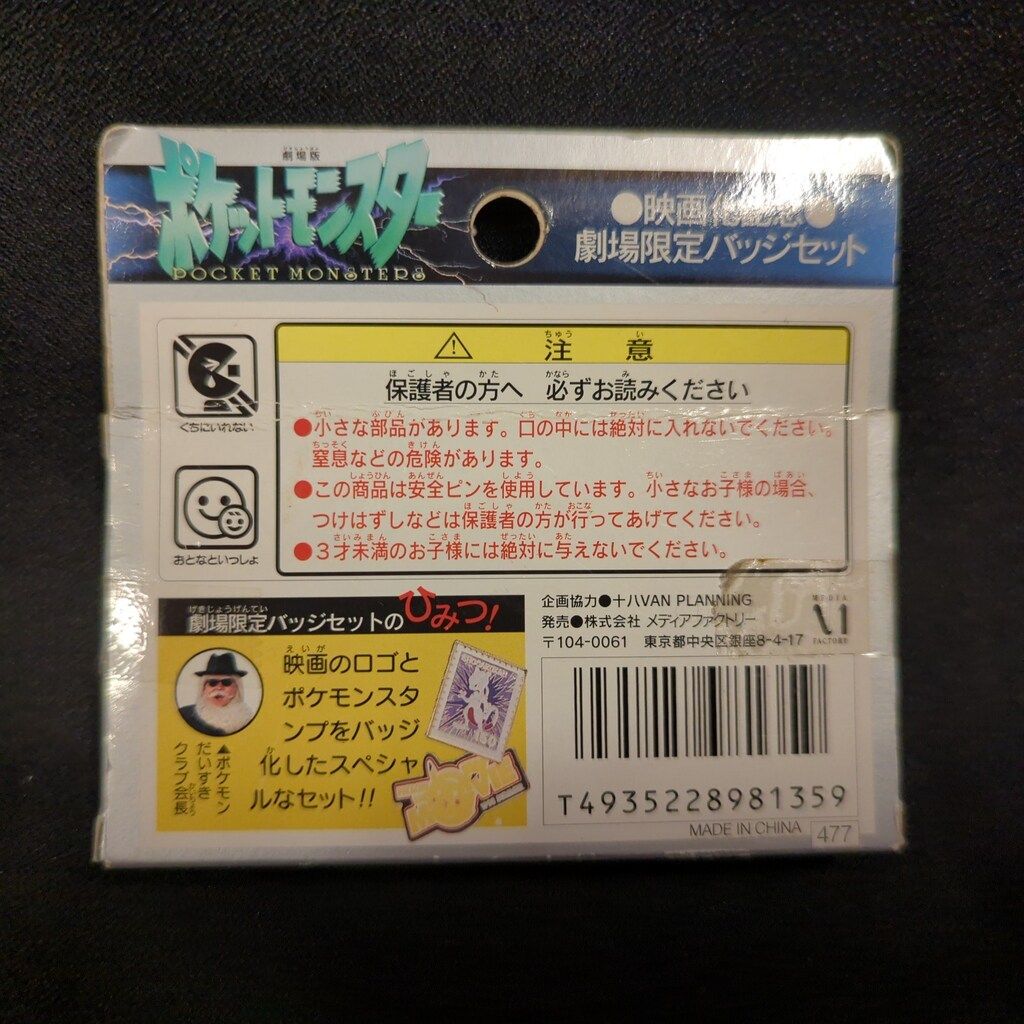 劇場版
ポケットモンスター
POCKET MONSTERS
●映画化記念●
劇場限定バッジセット
くちにいれない
おとなといっしょ
⚠ 注意
保護者の方へ 必ずお読みください
●小さな部品があります。口の中には絶対に入れないでください。
窒息などの危険があります。
●この商品は安全ピンを使用しています。小さなお子様の場合、
つけはずしなどは保護者の方が行ってあげてください。
●3才未満のお子様には絶対に与えないでください。
劇場限定バッジセットのひみつ!
映画のロゴと
ポケモンスタ
ンプをバッジ
化したスペシャ
ルなセット!!
▲ポケモン
だいすき
クラブ会長
企画協力●十八VAN PLANNING
発売●株式会社 メディアファクトリー
〒104-0061 東京都中央区銀座8-4-17
MEDIA
FACTORY
T4935228981359
MADE IN CHINA
477